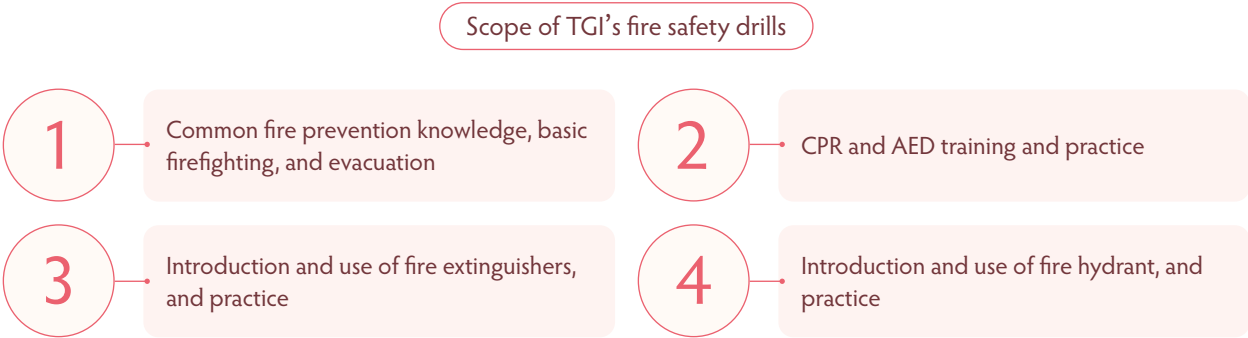 Scope of TGI’s fire safety drills
1
Common fire prevention knowledge, basic
firefighting, and evacuation
2
CPR and AED training and practice
3
Introduction and use of fire extinguishers,
and practice
4
Introduction and use of fire hydrant, and
practice